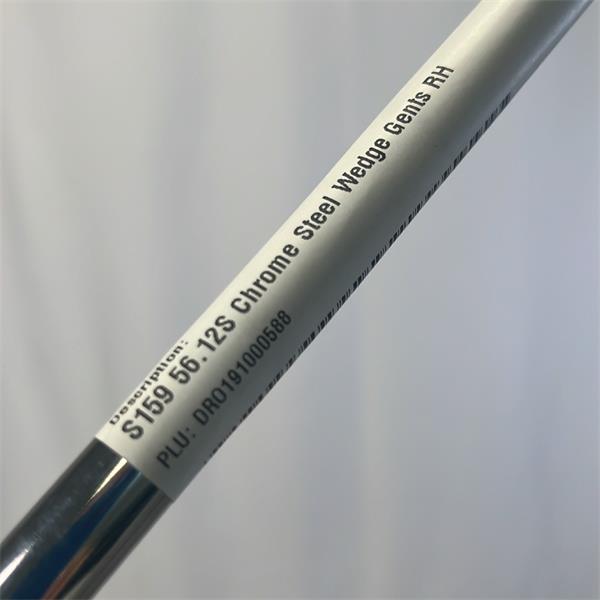 Description:
S159 56.12S Chrome Steel Wedge Gents RH
PLU: DRO191000588